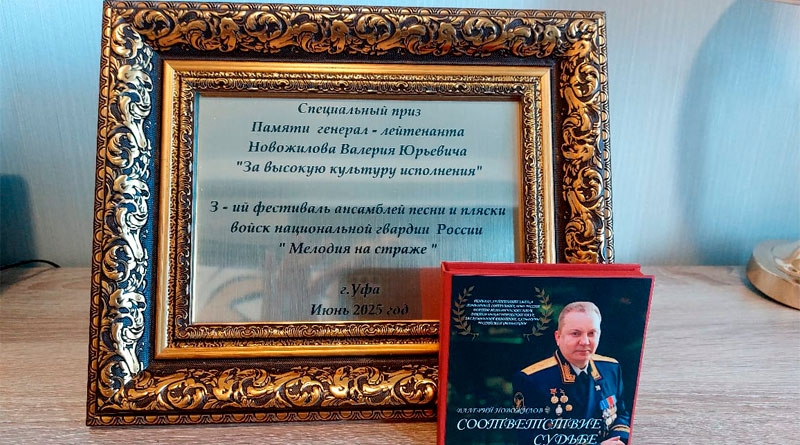 Специальный приз
Памяти генерал - лейтенанта
Новожилова Валерия Юрьевича
"За высокую культуру исполнения"
3 - ий фестиваль ансамблей песни и пляски
войск национальной гвардии России
" Мелодия на страже "
г.Уфа
Июнь 2025 год
ВАЛЕРИЙ НОВОЖИЛОВ
СООТВЕТСТВИЕ
СУДЬБЕ